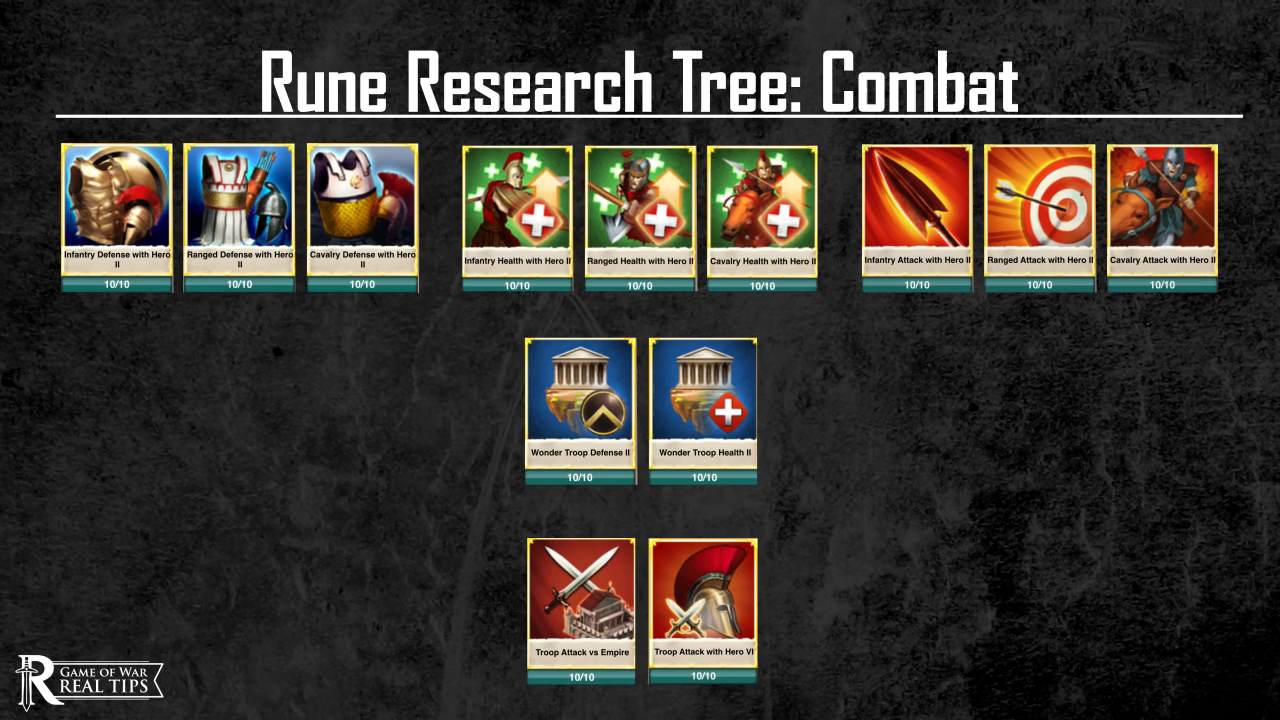 Rune Research Tree: Combat
Infantry Defense with Hero
II
10/10
Ranged Defense with Hero
II
10/10
Cavalry Defense with Hero
II
10/10
Infantry Health with Hero II
10/10
Ranged Health with Hero II
10/10
Cavalry Health with Hero II
10/10
Infantry Attack with Hero II
10/10
Ranged Attack with Hero II
10/10
Cavalry Attack with Hero II
10/10
Wonder Troop Defense II
10/10
Wonder Troop Health II
10/10
Troop Attack vs Empire
10/10
Troop Attack with Hero VI
10/10
R
GAME OF WAR
REAL TIPS